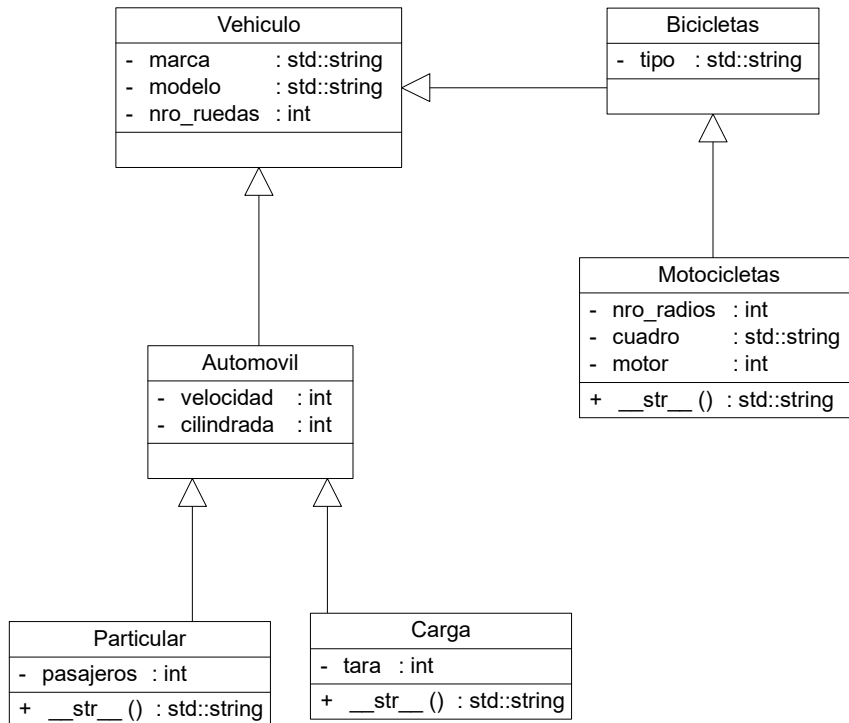 Vehiculo
- marca : std::string
- modelo : std::string
- nro_ruedas : int
Bicicletas
- tipo : std::string
Motocicletas
- nro_radios : int
- cuadro : std::string
- motor : int
+ __str__ () : std::string
Automovil
- velocidad : int
- cilindrada : int
Particular
- pasajeros : int
+ __str__ () : std::string
Carga
- tara : int
+ __str__ () : std::string